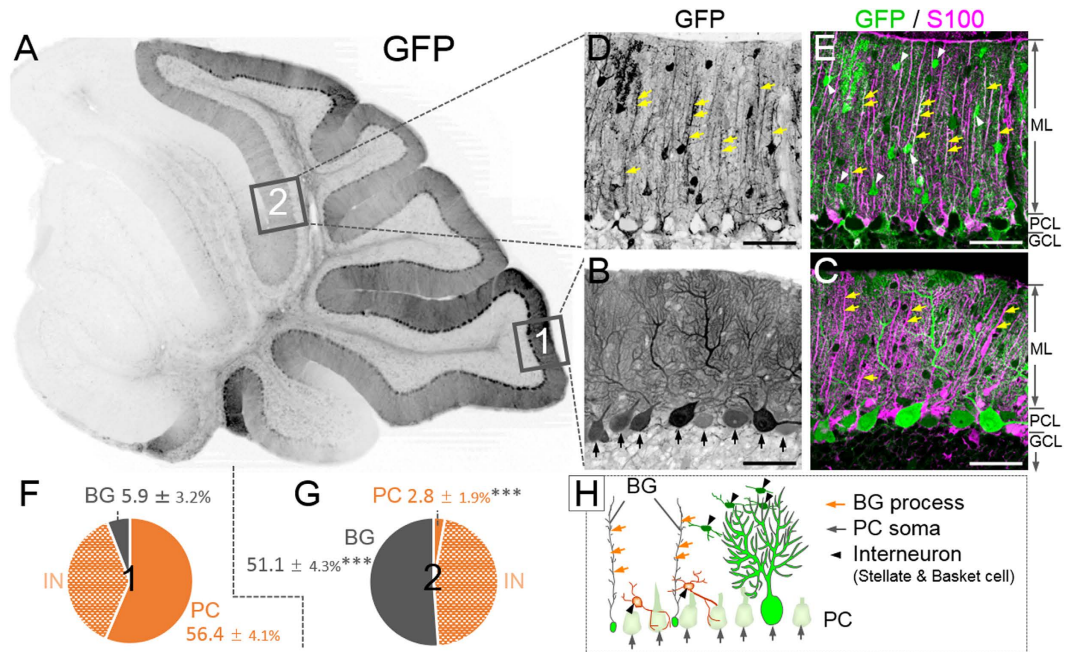 A
GFP
2
1
GFP
D
GFP / S100
E
ML
PCL
GCL
B
C
ML
PCL
GCL
F
BG 5.9 ± 3.2%
IN
1
PC
56.4 ± 4.1%
G
PC 2.8 ± 1.9%***
BG
51.1 ± 4.3%***
2
IN
H
BG
BG process
PC soma
Interneuron
(Stellate & Basket cell)
PC